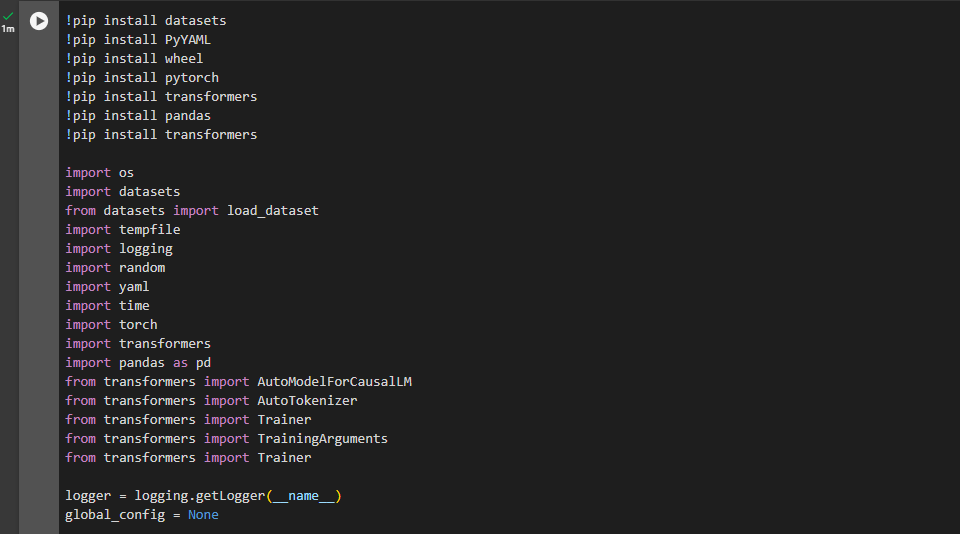 1m
!pip install datasets
!pip install PyYAML
!pip install wheel
!pip install pytorch
!pip install transformers
!pip install pandas
!pip install transformers
import os
import datasets
from datasets import load_dataset
import tempfile
import logging
import random
import yaml
import time
import torch
import transformers
import pandas as pd
from transformers import AutoModelForCausalLM
from transformers import AutoTokenizer
from transformers import Trainer
from transformers import TrainingArguments
from transformers import Trainer
logger = logging.getLogger(__name__)
global_config = None